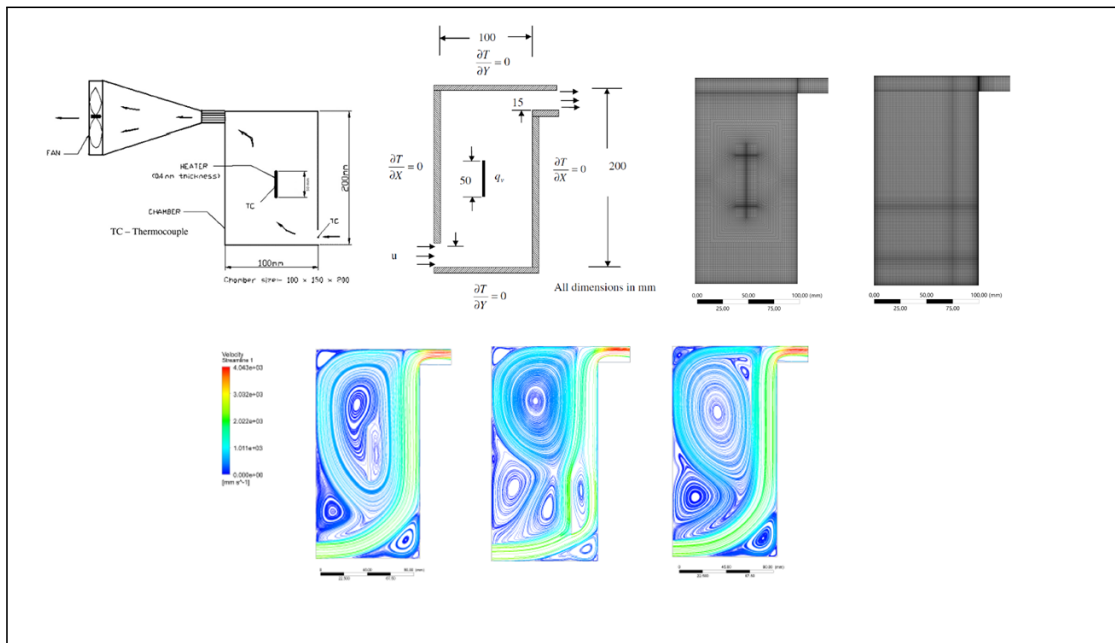 FAN
HEATER
(0.4mm thickness)
TC
CHAMBER
TC – Thermocouple
TC
200mm
100mm
Chamber size- 100 x 150 x 200
100
∂T/∂Y = 0
15
∂T/∂X = 0
50
qᵥ
∂T/∂X = 0
200
u
∂T/∂Y = 0
All dimensions in mm
0.00 50.00 100.00 (mm)
25.00 75.00
0.00 50.00 100.00 (mm)
25.00 75.00
Velocity
Streamline 1
4.043e+03
3.032e+03
2.022e+03
1.011e+03
0.000e+00
[mm s^-1]